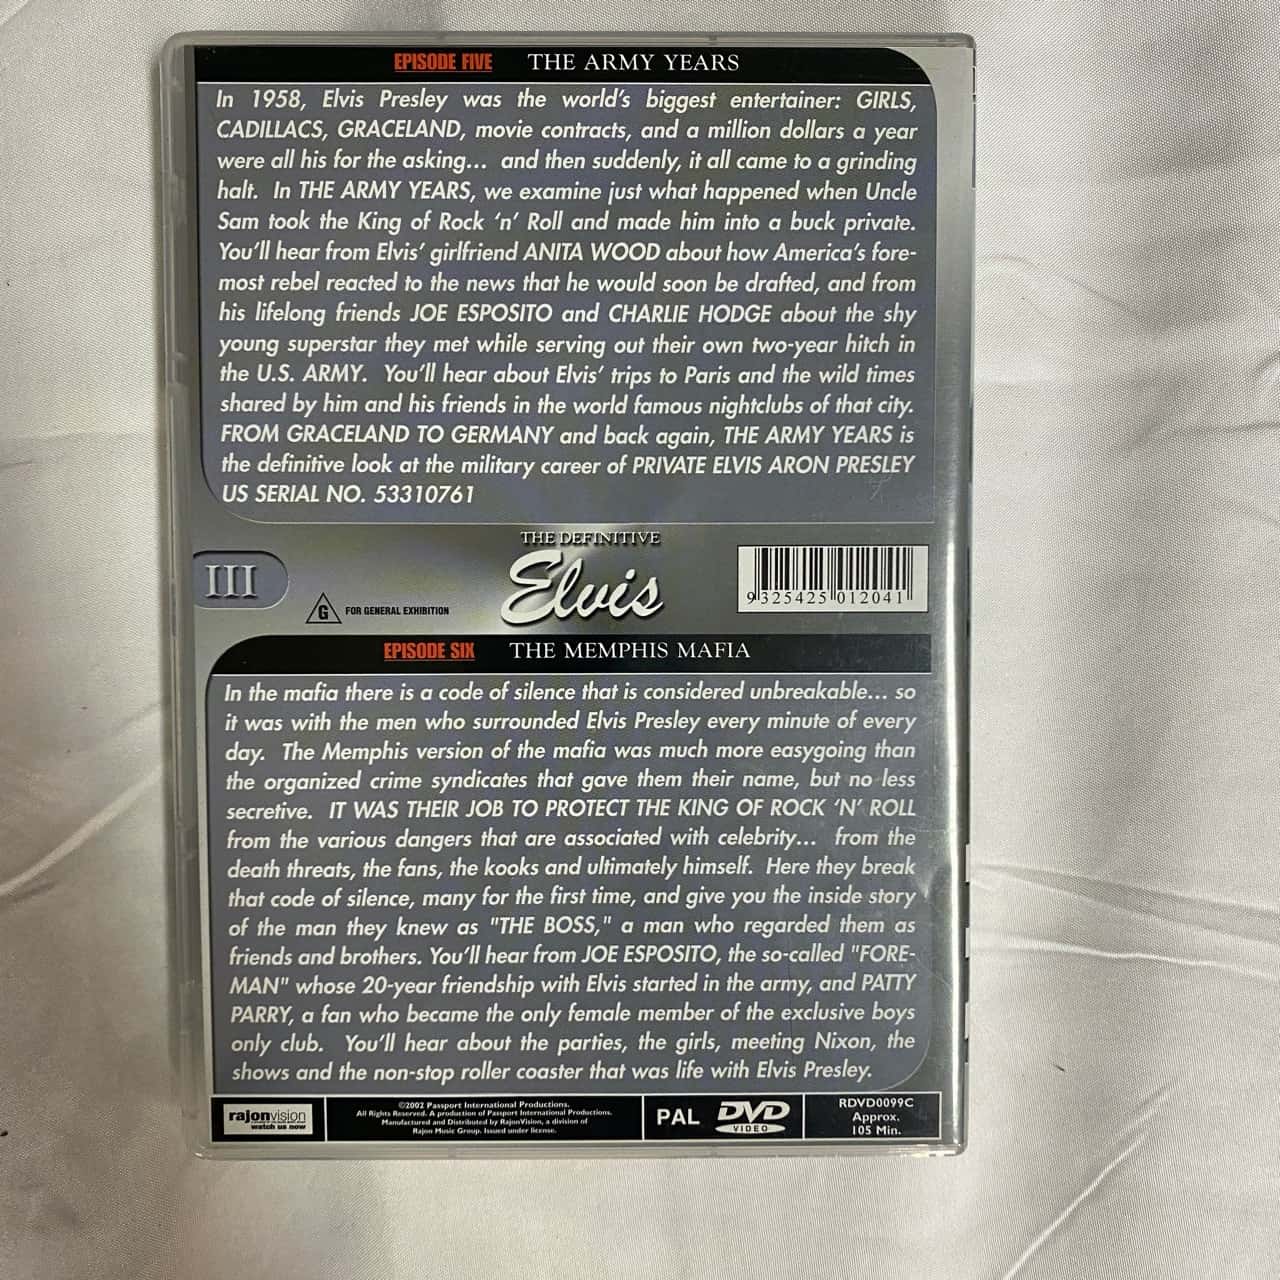 EPISODE FIVE THE ARMY YEARS
In 1958, Elvis Presley was the world's biggest entertainer: GIRLS,
CADILLACS, GRACELAND, movie contracts, and a million dollars a year
were all his for the asking... and then suddenly, it all came to a grinding
halt. In THE ARMY YEARS, we examine just what happened when Uncle
Sam took the King of Rock 'n' Roll and made him into a buck private.
You'll hear from Elvis' girlfriend ANITA WOOD about how America's fore-
most rebel reacted to the news that he would soon be drafted, and from
his lifelong friends JOE ESPOSITO and CHARLIE HODGE about the shy
young superstar they met while serving out their own two-year hitch in
the U.S. ARMY. You'll hear about Elvis' trips to Paris and the wild times
shared by him and his friends in the world famous nightclubs of that city.
FROM GRACELAND TO GERMANY and back again, THE ARMY YEARS is
the definitive look at the military career of PRIVATE ELVIS ARON PRESLEY
US SERIAL NO. 53310761
III
G FOR GENERAL EXHIBITION
THE DEFINITIVE
Elvis
9 325425 012041
EPISODE SIX THE MEMPHIS MAFIA
In the mafia there is a code of silence that is considered unbreakable... so
it was with the men who surrounded Elvis Presley every minute of every
day. The Memphis version of the mafia was much more easygoing than
the organized crime syndicates that gave them their name, but no less
secretive. IT WAS THEIR JOB TO PROTECT THE KING OF ROCK 'N' ROLL
from the various dangers that are associated with celebrity... from the
death threats, the fans, the kooks and ultimately himself. Here they break
that code of silence, many for the first time, and give you the inside story
of the man they knew as "THE BOSS," a man who regarded them as
friends and brothers. You'll hear from JOE ESPOSITO, the so-called "FORE-
MAN" whose 20-year friendship with Elvis started in the army, and PATTY
PARRY, a fan who became the only female member of the exclusive boys
only club. You'll hear about the parties, the girls, meeting Nixon, the
shows and the non-stop roller coaster that was life with Elvis Presley.
rajonvision
watch us now
©2002 Passport International Productions.
All Rights Reserved. A production of Passport International Productions.
Manufactured and Distributed by RajonVision, a division of
Rajon Music Group. Issued under license.
PAL
DVD
VIDEO
RDVD0099C
Approx.
105 Min.